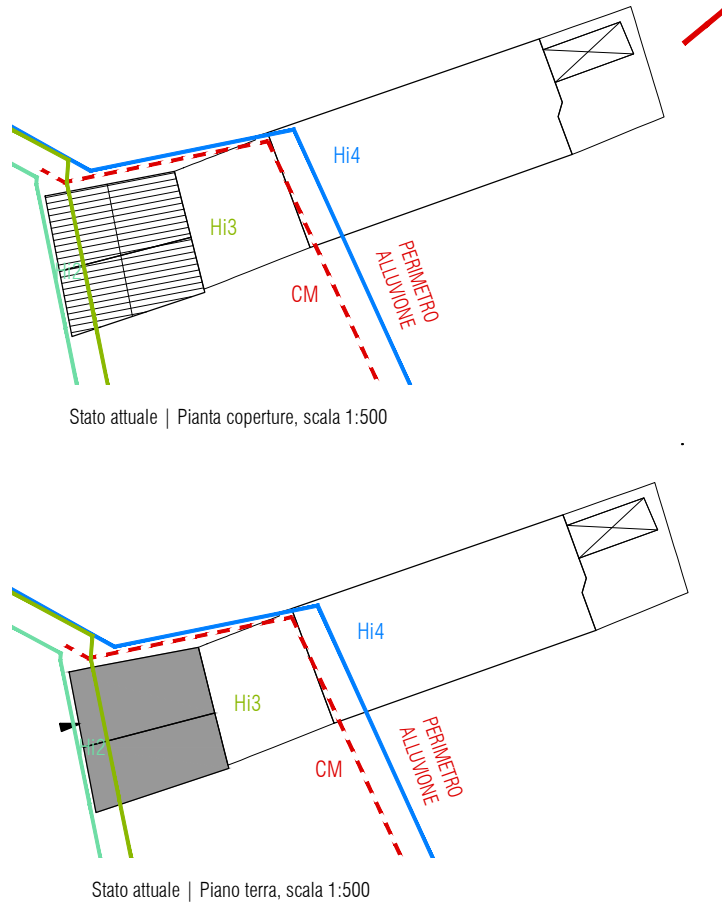 Hi4
Hi3
Hi2
CM
PERIMETRO
ALLUVIONE
Stato attuale | Pianta coperture, scala 1:500
Hi4
Hi3
Hi2
CM
PERIMETRO
ALLUVIONE
Stato attuale | Piano terra, scala 1:500